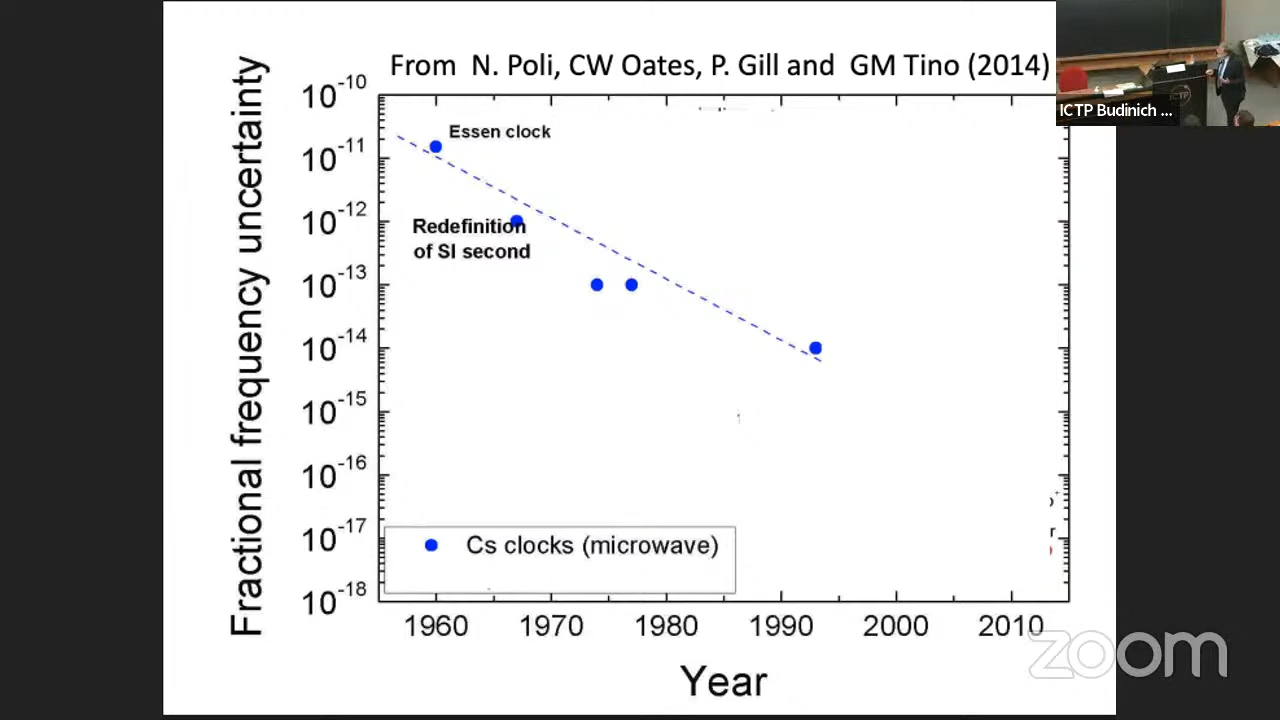 From N. Poli, CW Oates, P. Gill and GM Tino (2014)
ICTP
ICTP Budinich ...
Fractional frequency uncertainty
10^-10
10^-11
10^-12
10^-13
10^-14
10^-15
10^-16
10^-17
10^-18
Essen clock
Redefinition
of SI second
Cs clocks (microwave)
1960 1970 1980 1990 2000 2010
Year
zoom